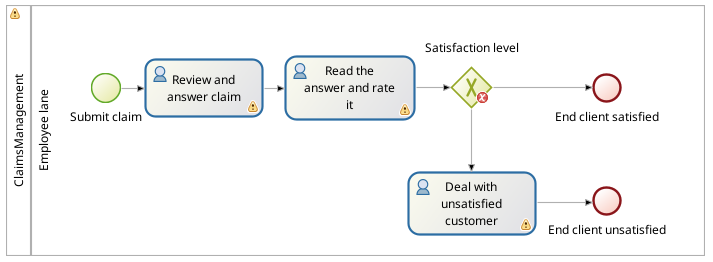 ClaimsManagement
Employee lane
Submit claim
Review and
answer claim
Read the
answer and rate
it
Satisfaction level
End client satisfied
Deal with
unsatisfied
customer
End client unsatisfied